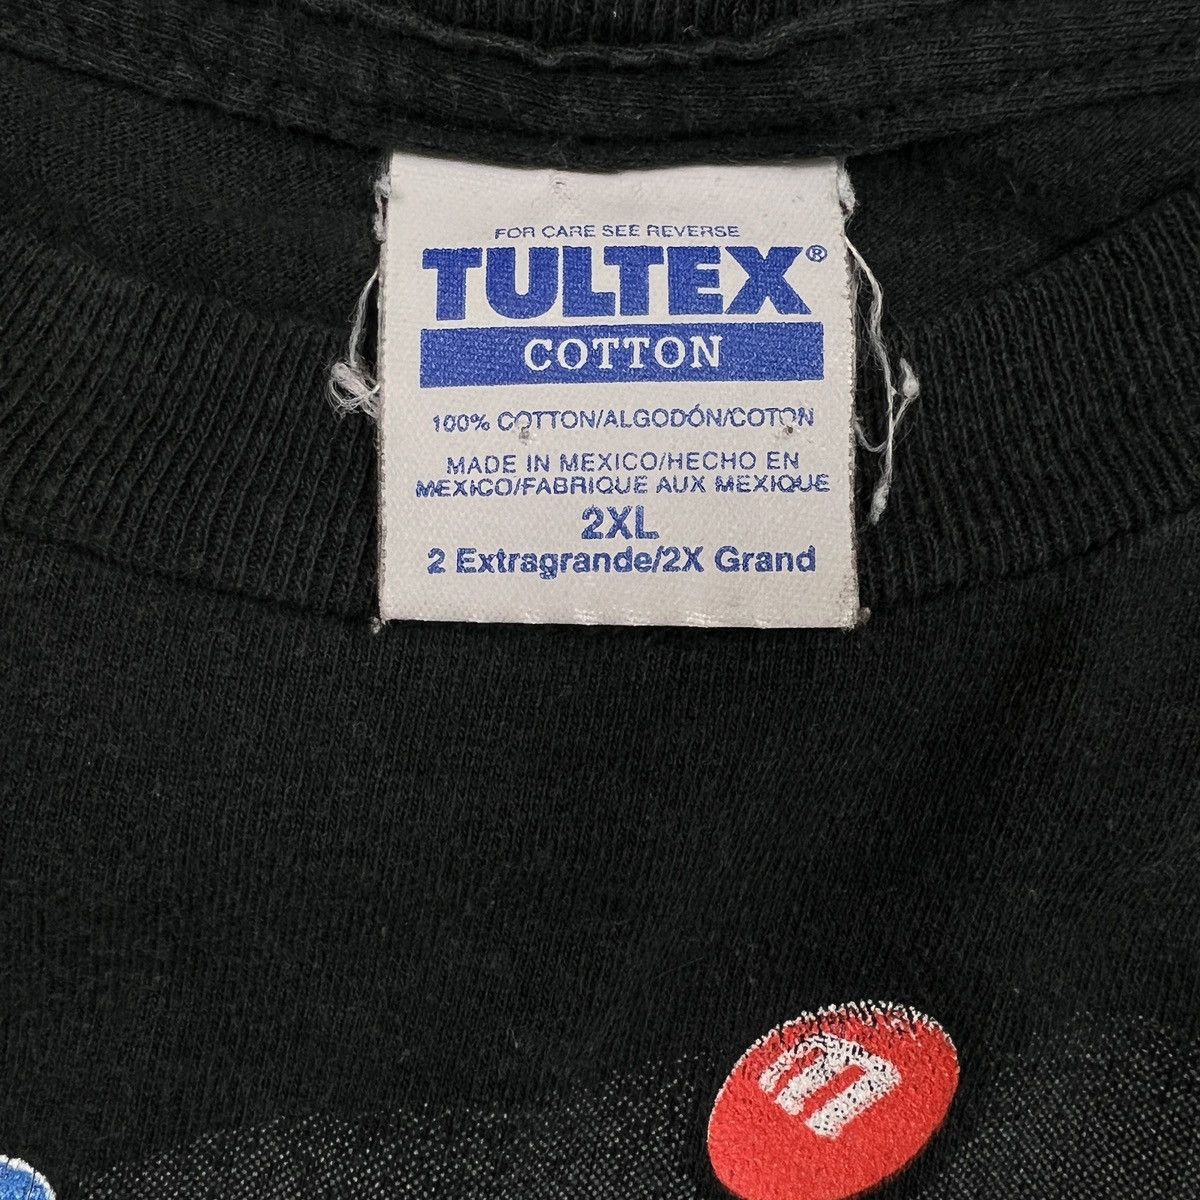 FOR CARE SEE REVERSE
TULTEX®
COTTON
100% COTTON/ALGODÓN/COTON
MADE IN MEXICO/HECHO EN
MEXICO/FABRIQUE AUX MEXIQUE
2XL
2 Extragrande/2X Grand
m